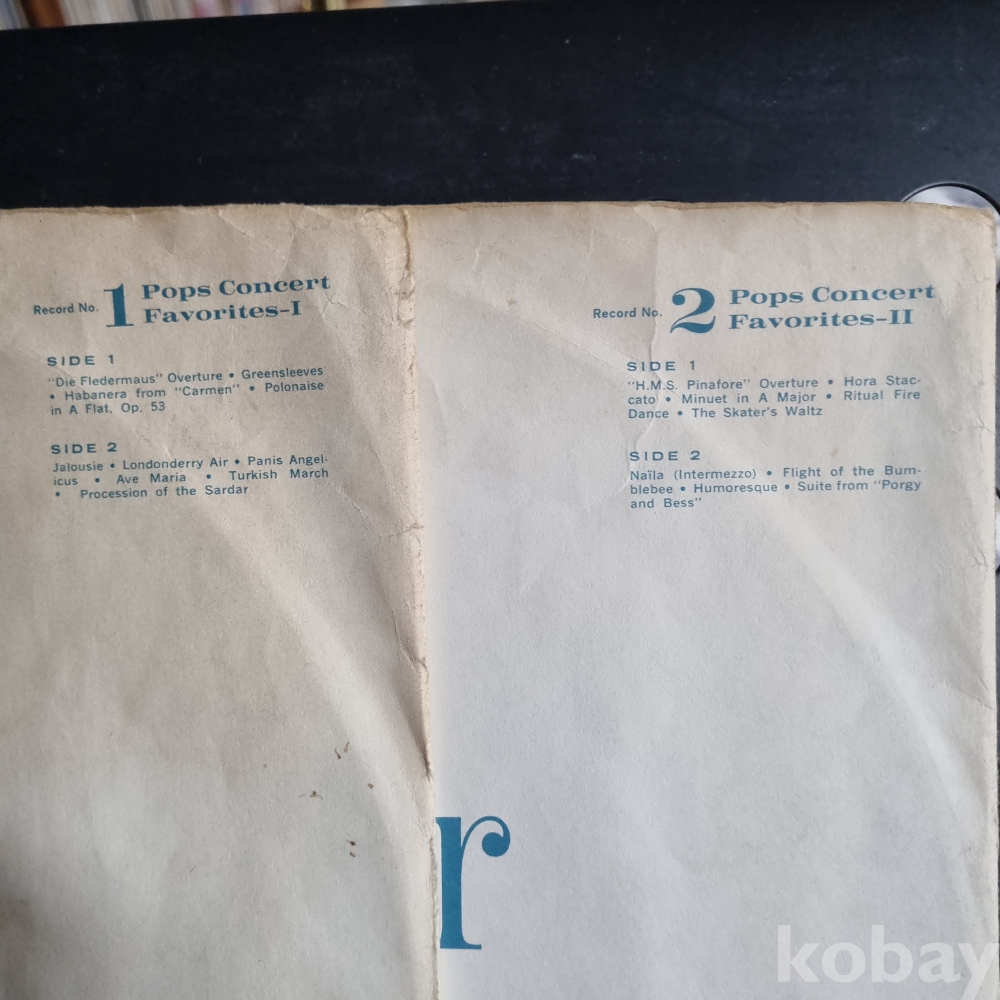 Record No. 1 Pops Concert
Favorites-I
SIDE 1
"Die Fledermaus" Overture • Greensleeves
• Habanera from "Carmen" • Polonaise
in A Flat, Op. 53
SIDE 2
Jalousie • Londonderry Air • Panis Angel-
icus • Ave Maria • Turkish March
• Procession of the Sardar
Record No. 2 Pops Concert
Favorites-II
SIDE 1
"H.M.S. Pinafore" Overture • Hora Stac-
cato • Minuet in A Major • Ritual Fire
Dance • The Skater's Waltz
SIDE 2
Naïla (Intermezzo) • Flight of the Bum-
blebee • Humoresque • Suite from "Porgy
and Bess"
r
kobay